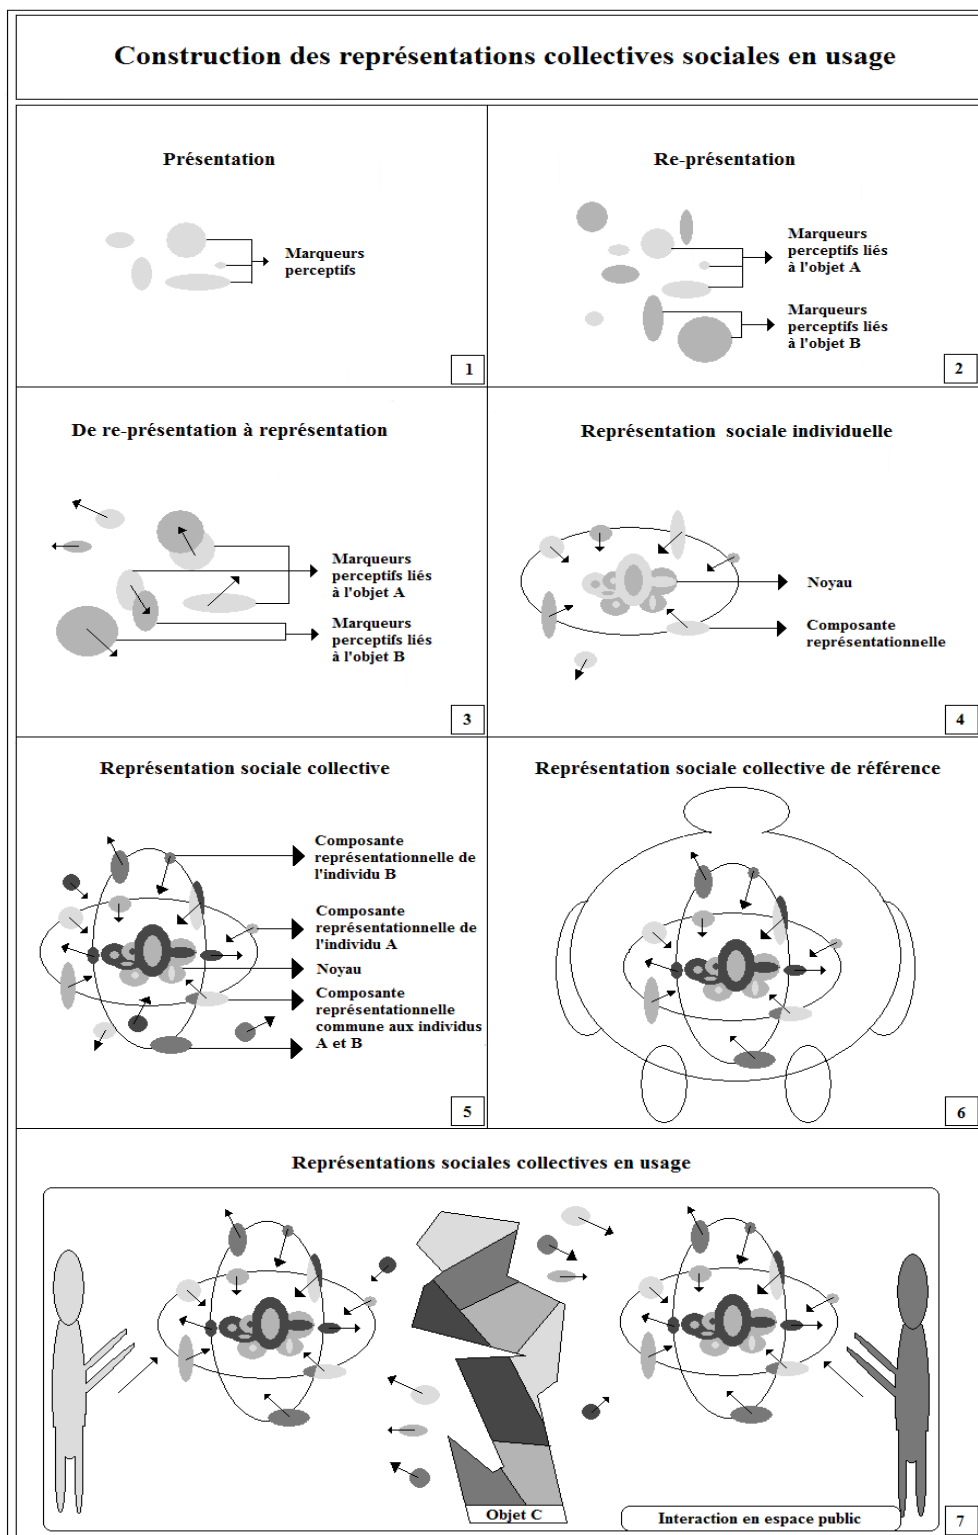 Construction des représentations collectives sociales en usage
Présentation
Marqueurs
perceptifs
1
Re-présentation
Marqueurs
perceptifs liés
à l'objet A
Marqueurs
perceptifs liés
à l'objet B
2
De re-présentation à représentation
Marqueurs
perceptifs liés
à l'objet A
Marqueurs
perceptifs liés
à l'objet B
3
Représentation sociale individuelle
Noyau
Composante
représentationnelle
4
Représentation sociale collective
Composante
représentationnelle de
l'individu B
Composante
représentationnelle de
l'individu A
Noyau
Composante
représentationnelle
commune aux individus
A et B
5
Représentation sociale collective de référence
6
Représentations sociales collectives en usage
Objet C
Interaction en espace public
7